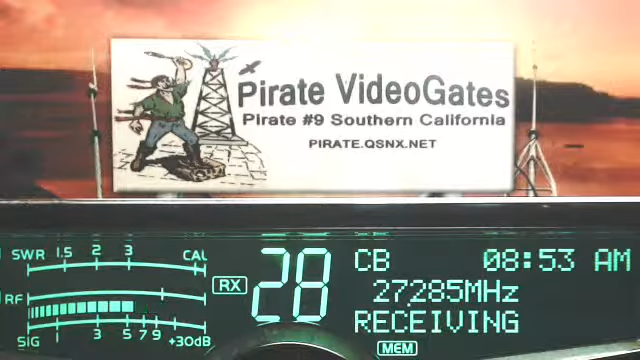 Pirate VideoGates
Pirate #9 Southern California
PIRATE.QSNX.NET
SWR 1.5 2 3 CAL
RF
SIG 3 5 7 9 +30dB
RX
28
CB 08:53 AM
27285MHz
RECEIVING
MEM